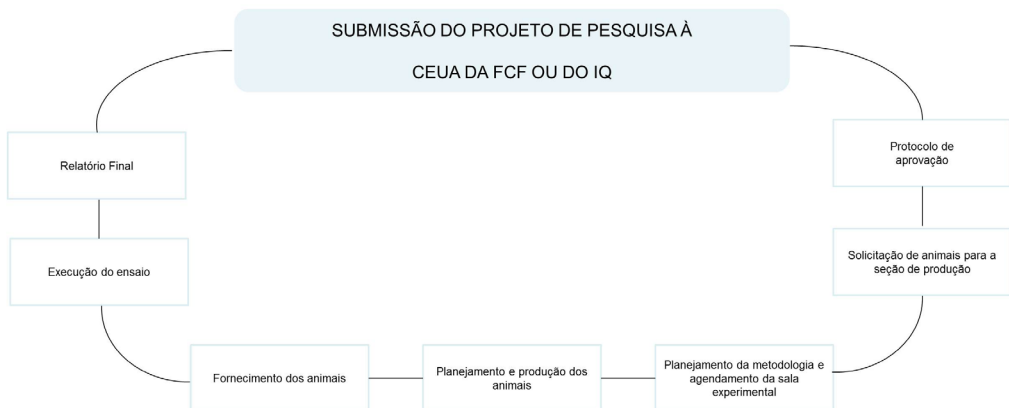 SUBMISSÃO DO PROJETO DE PESQUISA À
CEUA DA FCF OU DO IQ
Protocolo de
aprovação
Solicitação de animais para a
seção de produção
Planejamento da metodologia e
agendamento da sala
experimental
Planejamento e produção dos
animais
Fornecimento dos animais
Execução do ensaio
Relatório Final